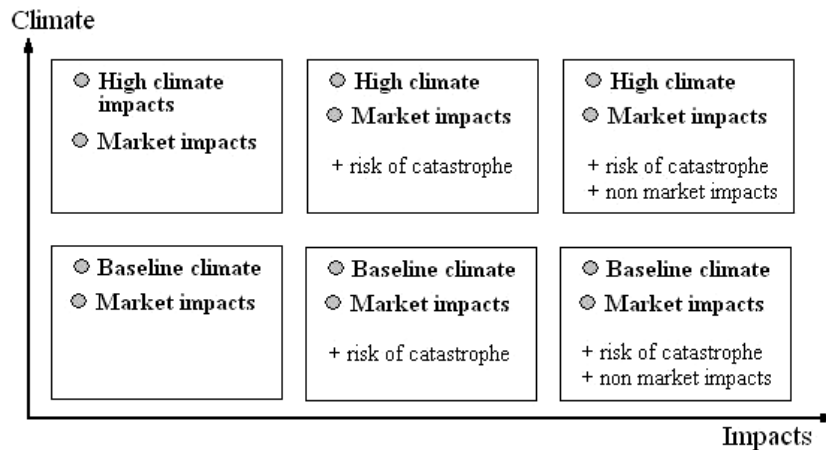 Climate
High climate
impacts
Market impacts
High climate
Market impacts
+ risk of catastrophe
High climate
Market impacts
+ risk of catastrophe
+ non market impacts
Baseline climate
Market impacts
Baseline climate
Market impacts
+ risk of catastrophe
Baseline climate
Market impacts
+ risk of catastrophe
+ non market impacts
Impacts